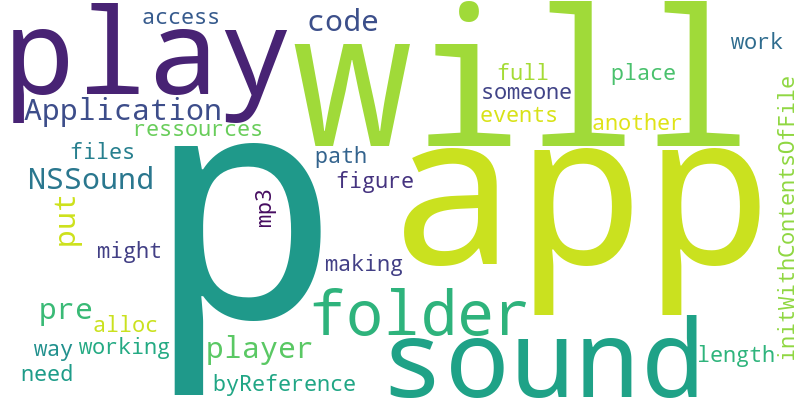 play
access
code
will
work
full
place
someone
Application
events
another
ressources
files
path
NSSound
p
app
figure
mp3
put
initWithContentsOfFile
might
making
folder
pre
alloc
sound
player
way
working
length
need
byReference